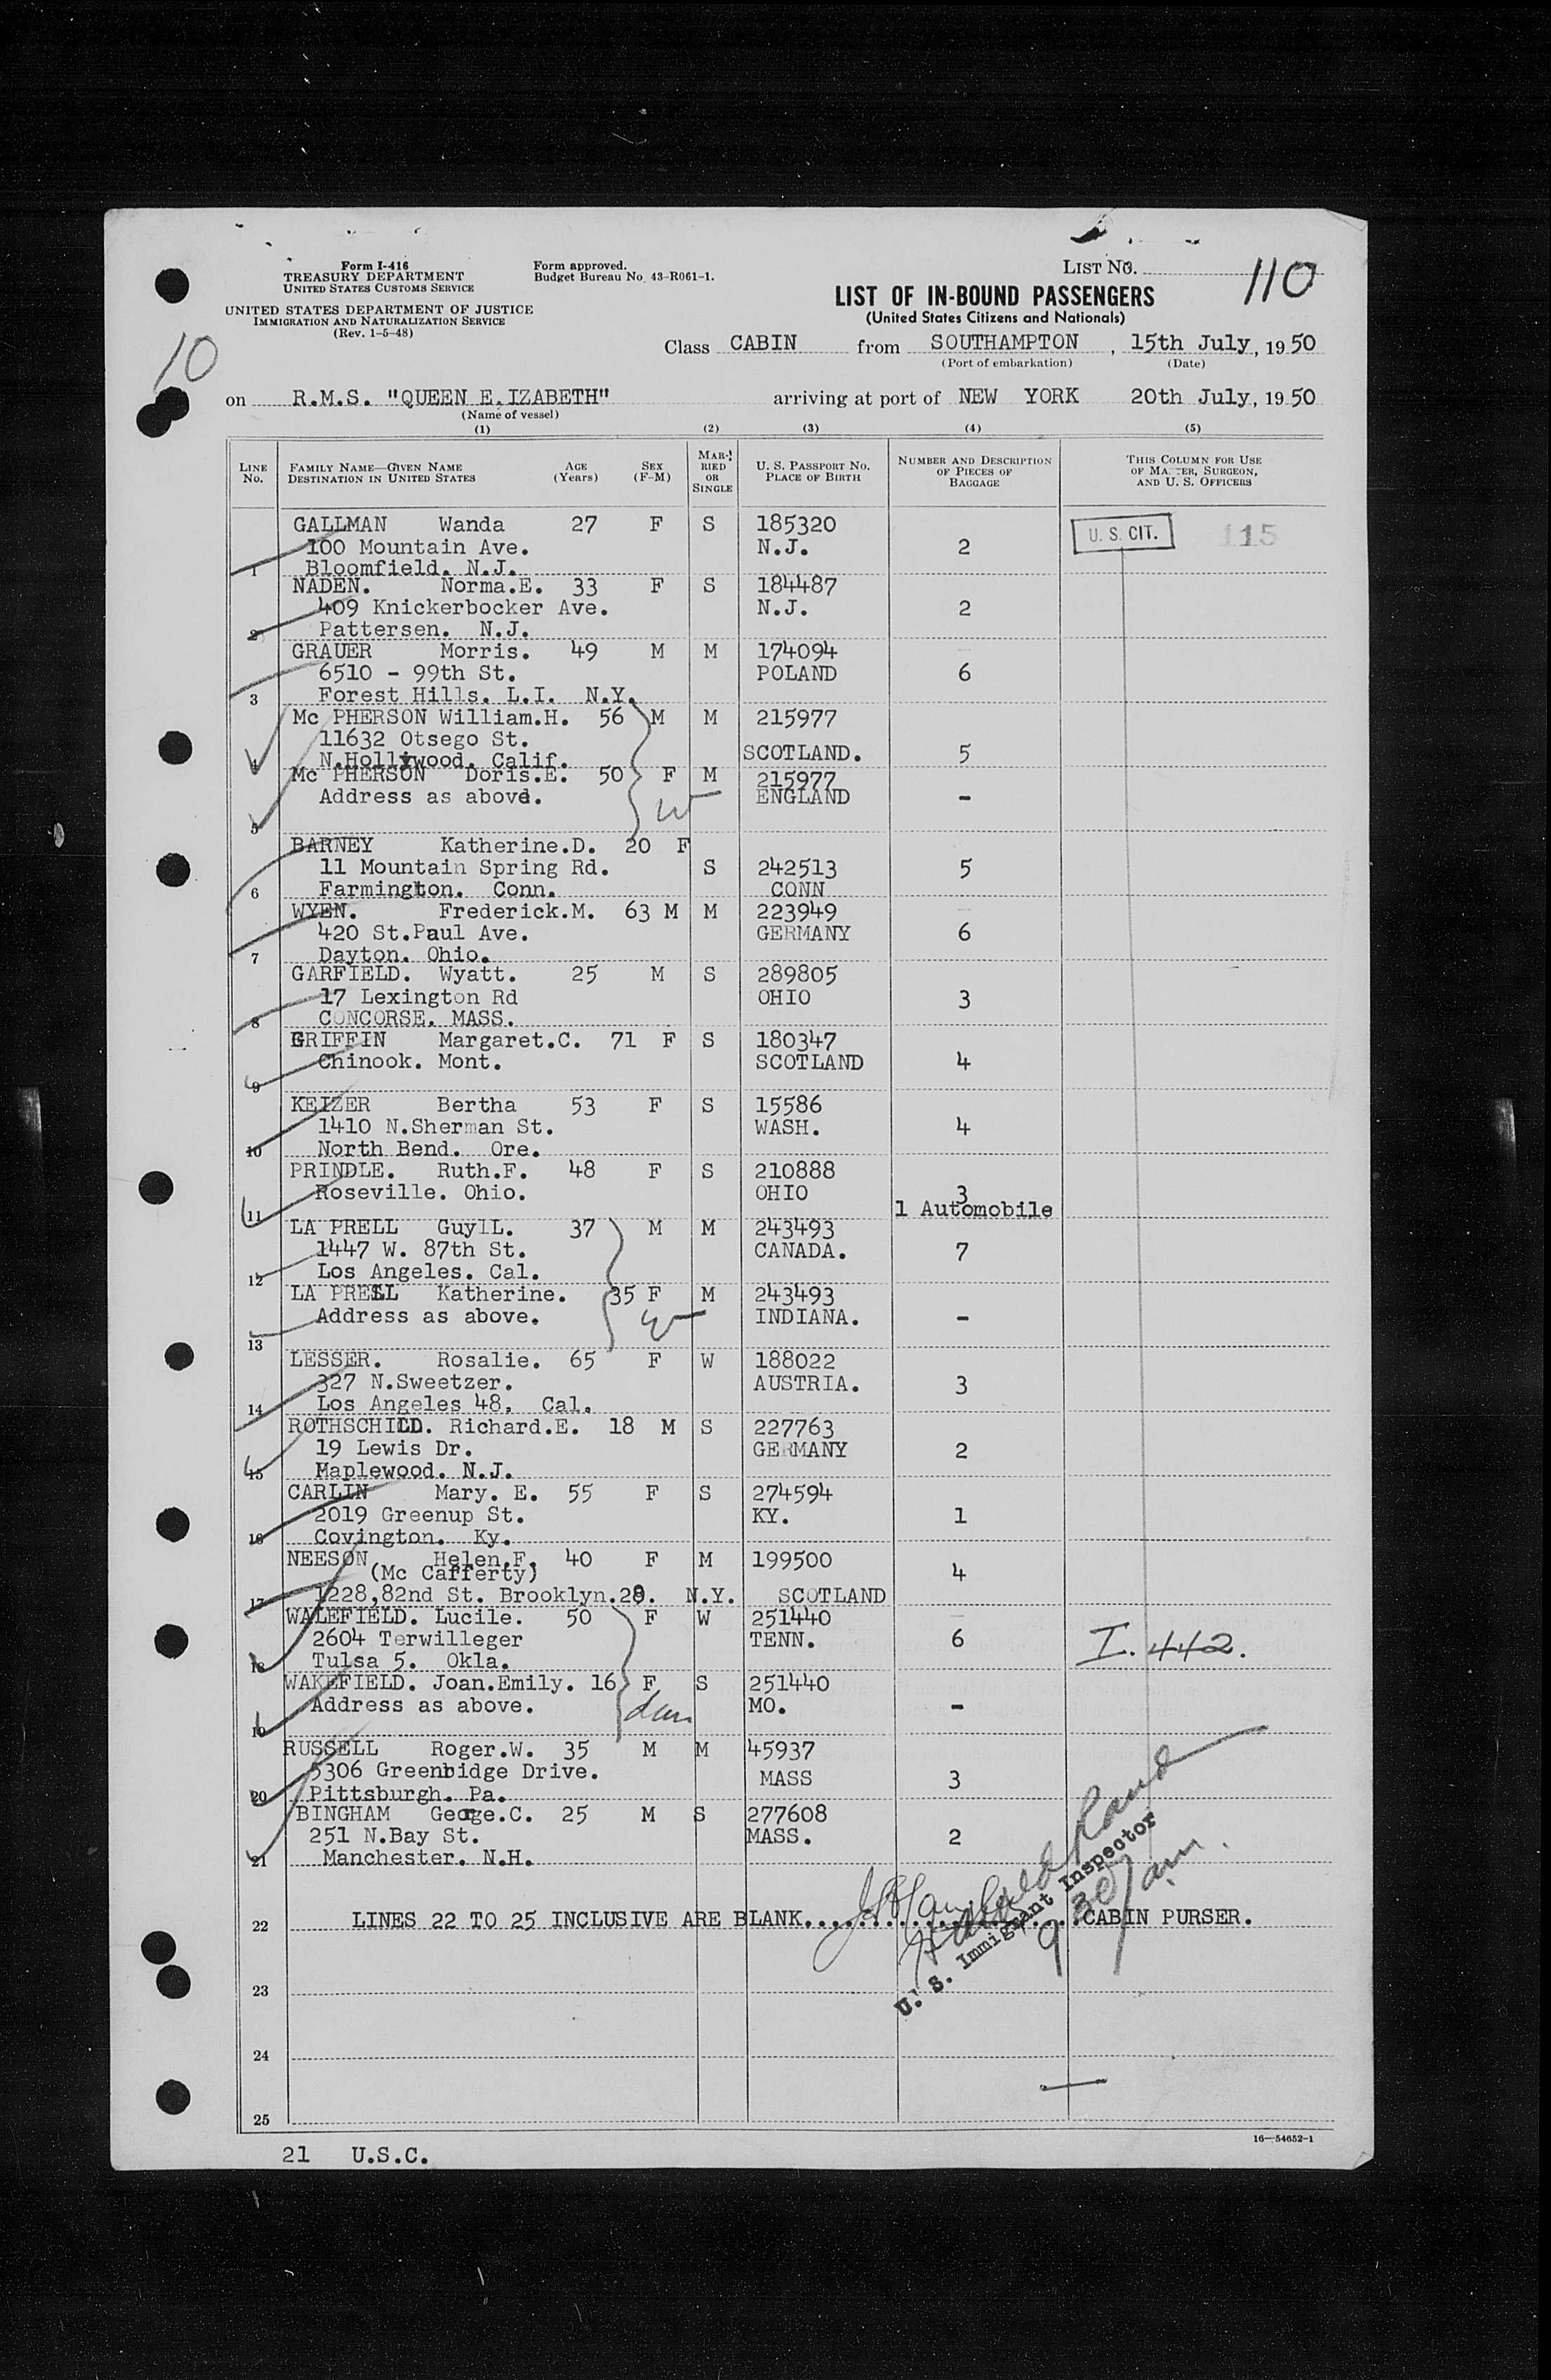 Form I-416
TREASURY DEPARTMENT
UNITED STATES CUSTOMS SERVICE
UNITED STATES DEPARTMENT OF JUSTICE
IMMIGRATION AND NATURALIZATION SERVICE
(Rev. 1-5-48)
Form approved.
Budget Bureau No. 43-R061-1.
LIST NO. 110
LIST OF IN-BOUND PASSENGERS
(United States Citizens and Nationals)
10
Class CABIN from SOUTHAMPTON, 15th July, 1950
(Port of embarkation) (Date)
on R.M.S. "QUEEN E,IZABETH" arriving at port of NEW YORK 20th July, 1950
(Name of vessel)
(1) (2) (3) (4) (5)
LINE No. FAMILY NAME—GIVEN NAME DESTINATION IN UNITED STATES AGE (Years) SEX (F-M) MARRIED OR SINGLE U. S. PASSPORT NO. PLACE OF BIRTH NUMBER AND DESCRIPTION OF PIECES OF BAGGAGE THIS COLUMN FOR USE OF MASTER, SURGEON, AND U. S. OFFICERS
GALLMAN Wanda 27 F S 185320
100 Mountain Ave. N.J. 2 U. S. CIT. 115
1 Bloomfield. N.J.
NADEN. Norma.E. 33 F S 184487
409 Knickerbocker Ave. N.J. 2
2 Pattersen. N.J.
GRAUER Morris. 49 M M 174094
6510 - 99th St. POLAND 6
3 Forest Hills. L.I. N.Y.
Mc PHERSON William.H. 56 M M 215977
11632 Otsego St.
4 N.Hollywood. Calif. SCOTLAND. 5
Mc PHERSON Doris.E. 50 F M 215977
Address as above. W ENGLAND -
5
BARNEY Katherine.D. 20 F
11 Mountain Spring Rd. S 242513 5
6 Farmington. Conn. CONN
WYEN. Frederick.M. 63 M M 223949
420 St.Paul Ave. GERMANY 6
7 Dayton. Ohio.
GARFIELD. Wyatt. 25 M S 289805
17 Lexington Rd OHIO 3
8 CONCORSE. MASS.
GRIFFIN Margaret.C. 71 F S 180347
Chinook. Mont. SCOTLAND 4
9
KEIZER Bertha 53 F S 15586
1410 N.Sherman St. WASH. 4
10 North Bend. Ore.
PRINDLE. Ruth.F. 48 F S 210888
Roseville. Ohio. OHIO 3
11 1 Automobile
LA PRELL Guy L. 37 M M 243493
1447 W. 87th St. CANADA. 7
12 Los Angeles. Cal.
LA PRELL Katherine. 35 F M 243493
Address as above. W INDIANA. -
13
LESSER. Rosalie. 65 F W 188022
327 N.Sweetzer. AUSTRIA. 3
14 Los Angeles 48. Cal.
ROTHSCHILD. Richard.E. 18 M S 227763
19 Lewis Dr. GERMANY 2
15 Maplewood. N.J.
CARLIN Mary. E. 55 F S 274594
2019 Greenup St. KY. 1
16 Covington. Ky.
NEESON Helen.F. 40 F M 199500
(Mc Cafferty) 4
17 1228,82nd St. Brooklyn.28. N.Y. SCOTLAND
WALEFIELD. Lucile. 50 F W 251440
2604 Terwilleger TENN. 6 I. 442.
18 Tulsa 5. Okla.
WAKEFIELD. Joan.Emily. 16 F S 251440
Address as above. dau MO. -
19
RUSSELL Roger.W. 35 M M 45937
5306 Greenbidge Drive. MASS 3
20 Pittsburgh. Pa.
BINGHAM George.C. 25 M S 277608
251 N.Bay St. MASS. 2
21 Manchester. N.H.
22 LINES 22 TO 25 INCLUSIVE ARE BLANK. CABIN PURSER.
U. S. Immigrant Inspector
9 30 am.
23
24
25
16-54652-1
21 U.S.C.